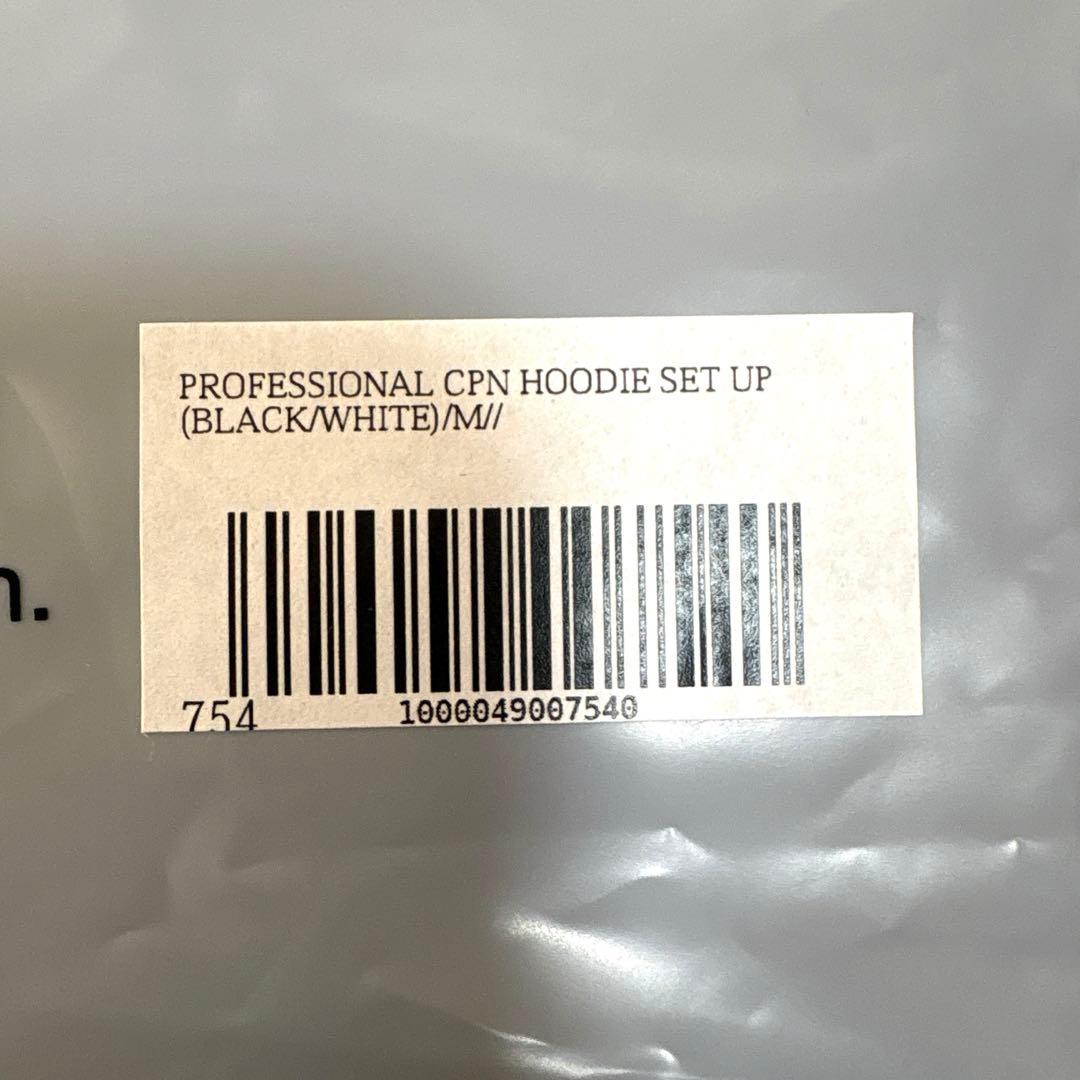 PROFESSIONAL CPN HOODIE SET UP
(BLACK/WHITE)/M//
n.
754
1000049007540